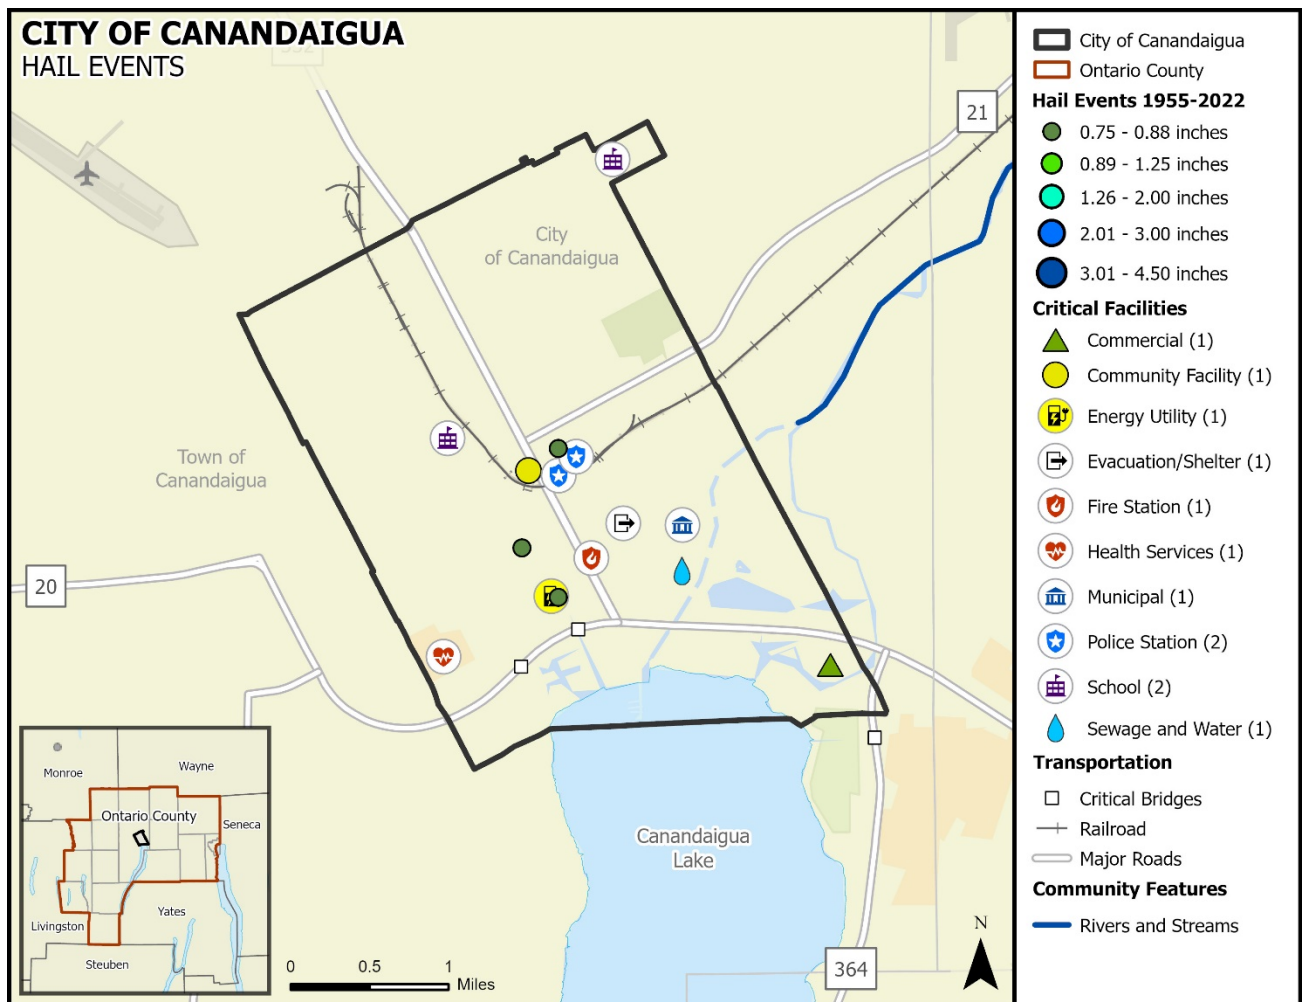 CITY OF CANANDAIGUA
HAIL EVENTS
332
21
City
of Canandaigua
Town of
Canandaigua
20
Canandaigua
Lake
364
N
0 0.5 1
Miles
Monroe
Wayne
Ontario County
Seneca
Livingston
Yates
Steuben
City of Canandaigua
Ontario County
Hail Events 1955-2022
0.75 - 0.88 inches
0.89 - 1.25 inches
1.26 - 2.00 inches
2.01 - 3.00 inches
3.01 - 4.50 inches
Critical Facilities
Commercial (1)
Community Facility (1)
Energy Utility (1)
Evacuation/Shelter (1)
Fire Station (1)
Health Services (1)
Municipal (1)
Police Station (2)
School (2)
Sewage and Water (1)
Transportation
Critical Bridges
Railroad
Major Roads
Community Features
Rivers and Streams